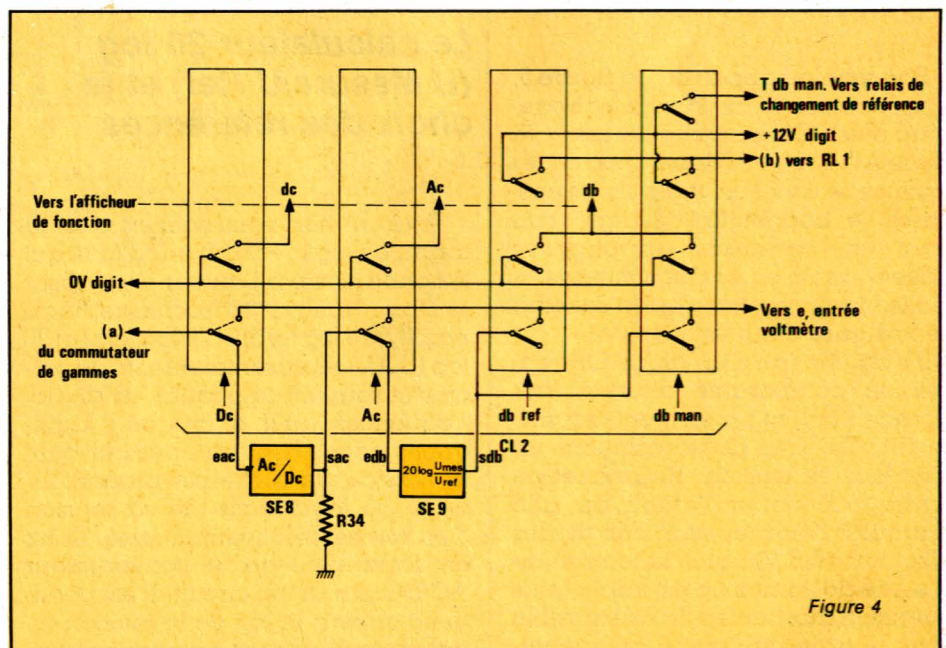 T db man. Vers relais de
changement de référence
+12V digit
(b) vers RL 1
dc
Ac
db
Vers l'afficheur
de fonction
0V digit
(a)
du commutateur
de gammes
Vers e, entrée
voltmètre
Dc
Ac
db ref
db man
CL 2
eac
Ac/Dc
sac
edb
20 log Umes/Uref
sdb
SE8
R34
SE9
Figure 4